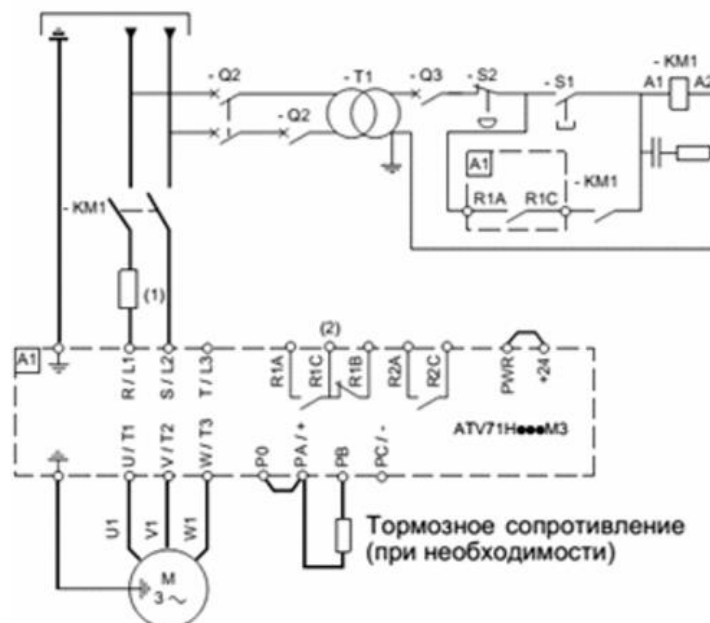 - Q2
- T1
- Q3
- S2
- S1
- KM1
A1
A2
- Q2
A1
R1A
R1C
- KM1
- KM1
(1)
(2)
A1
R / L1
S / L2
T / L3
R1A
R1C
R1B
R2A
R2C
PWR
+24
ATV71H●●●M3
U / T1
V / T2
W / T3
P0
PA / +
PB
PC / -
U1
V1
W1
M
3 ~
Тормозное сопротивление
(при необходимости)